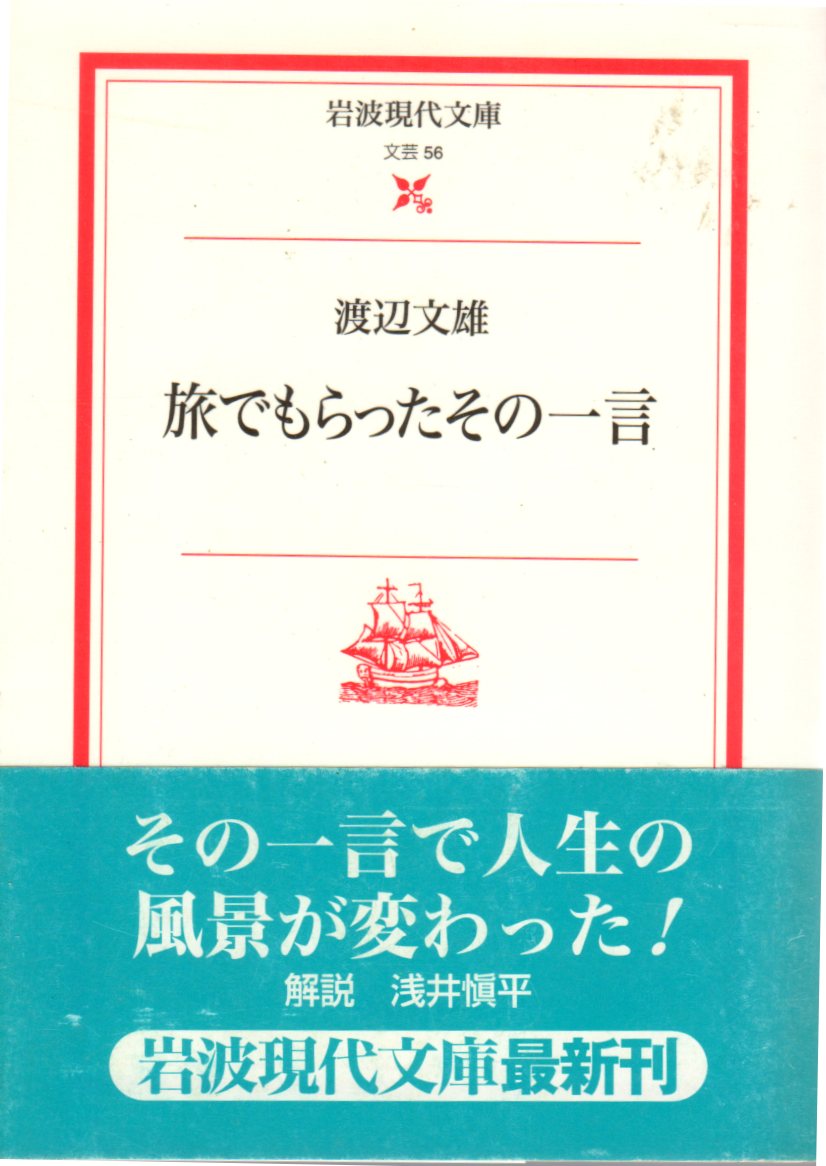 岩波現代文庫
文芸 56
渡辺文雄
旅でもらったその一言
その一言で人生の
風景が変わった!
解説 浅井愼平
岩波現代文庫最新刊